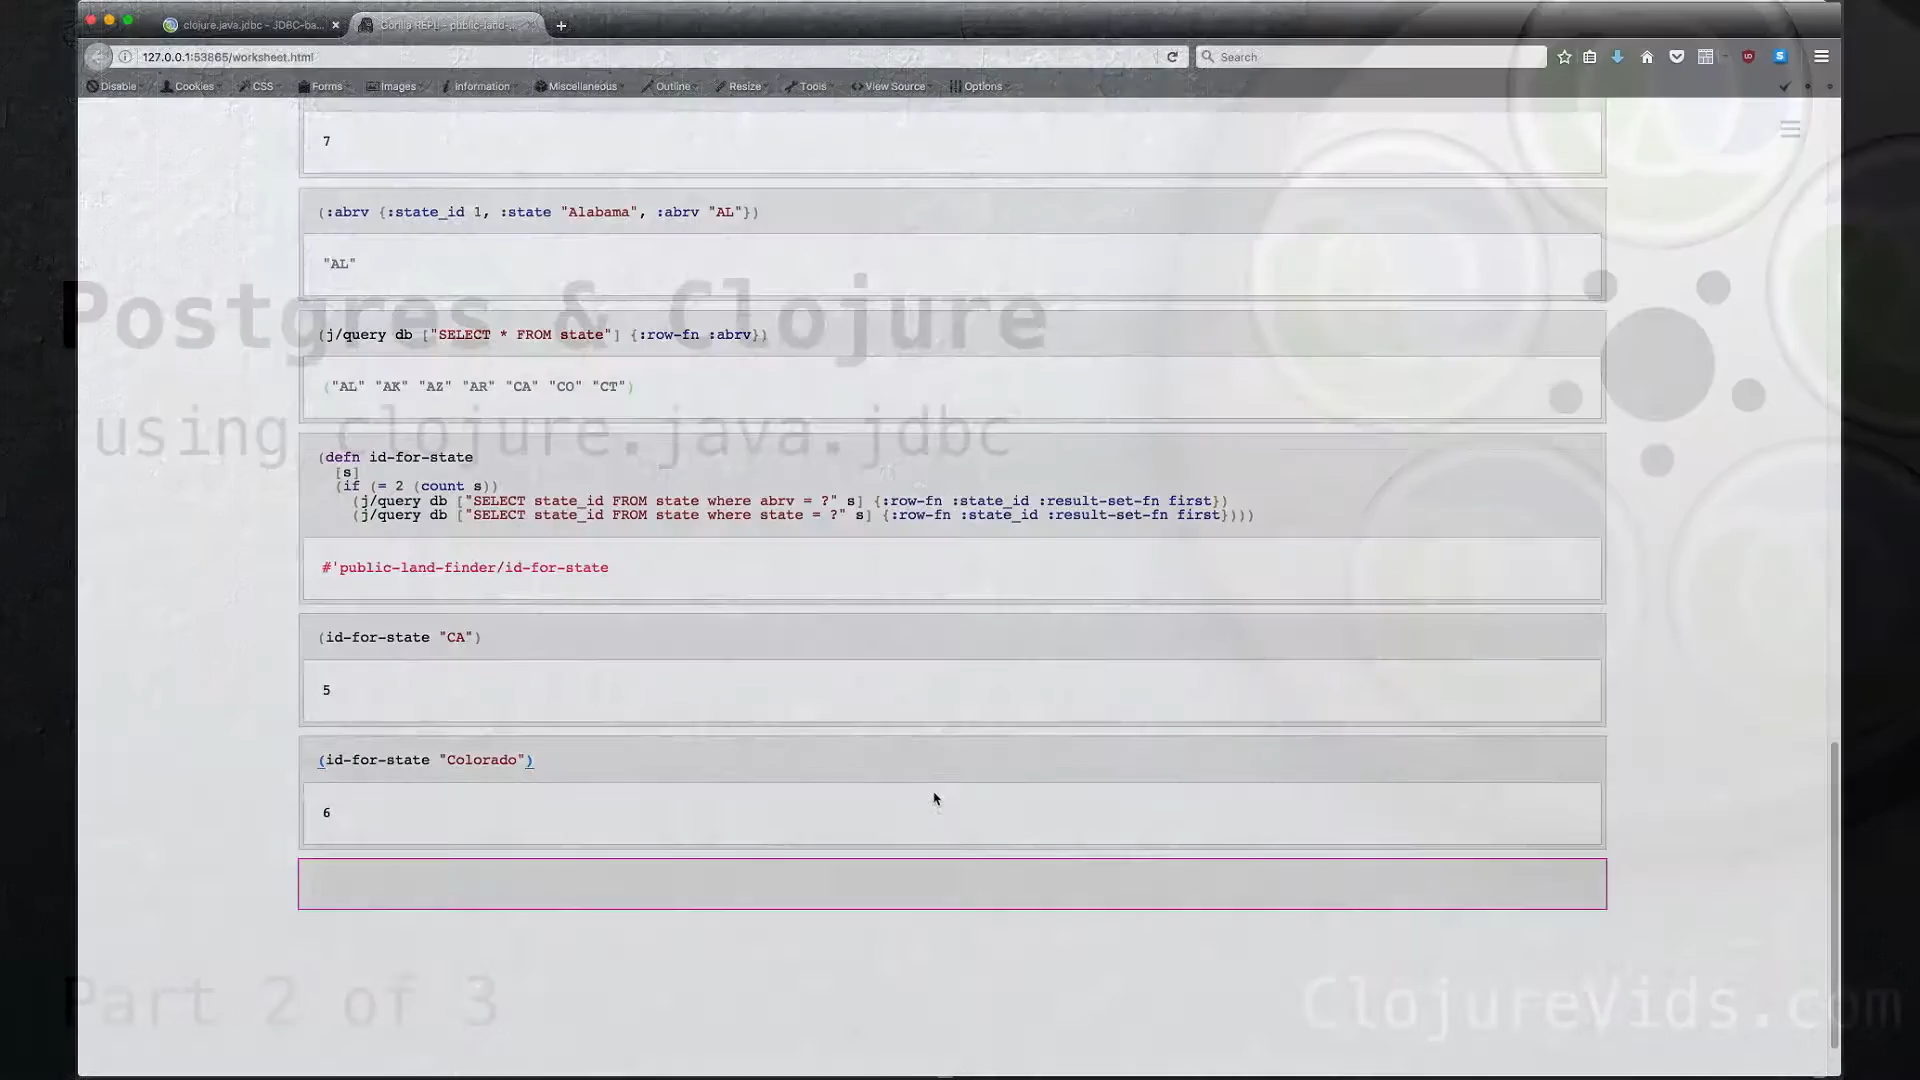 clojure.java.jdbc - JDBC-ba...
Gorilla REPL - public-land-...
127.0.0.1:53865/worksheet.html
Search
Disable Cookies CSS Forms Images Information Miscellaneous Outline Resize Tools View Source Options
7
(:abrv {:state_id 1, :state "Alabama", :abrv "AL"})
"AL"
Postgres & Clojure
(j/query db ["SELECT * FROM state"] {:row-fn :abrv})
("AL" "AK" "AZ" "AR" "CA" "CO" "CT")
using clojure.java.jdbc
(defn id-for-state
[s]
(if (= 2 (count s))
(j/query db ["SELECT state_id FROM state where abrv = ?" s] {:row-fn :state_id :result-set-fn first})
(j/query db ["SELECT state_id FROM state where state = ?" s] {:row-fn :state_id :result-set-fn first})))
#'public-land-finder/id-for-state
(id-for-state "CA")
5
(id-for-state "Colorado")
6
Part 2 of 3
ClojureVids.com